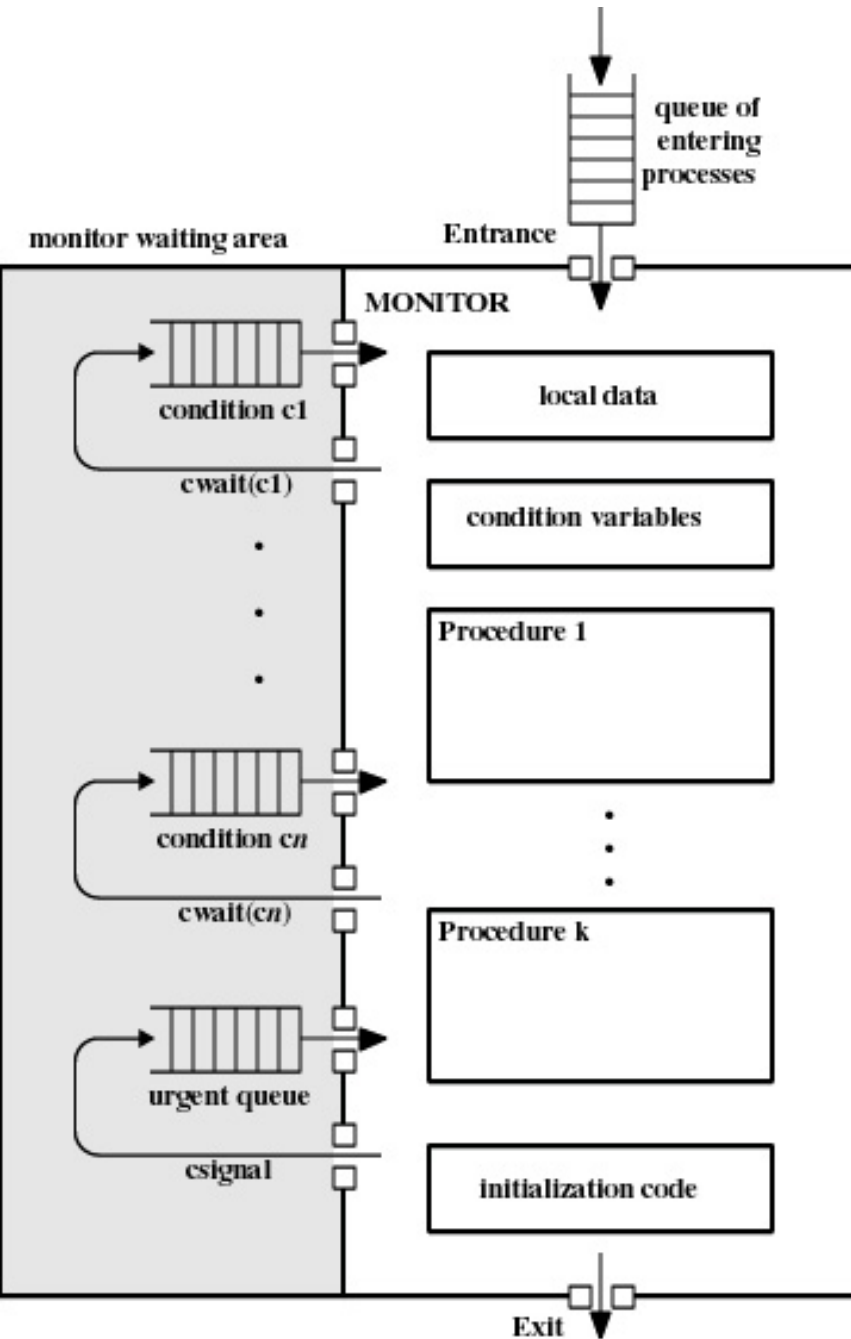 queue of
entering
processes
Entrance
monitor waiting area
MONITOR
condition c1
cwait(c1)
local data
condition variables
Procedure 1
condition cn
cwait(cn)
Procedure k
urgent queue
csignal
initialization code
Exit